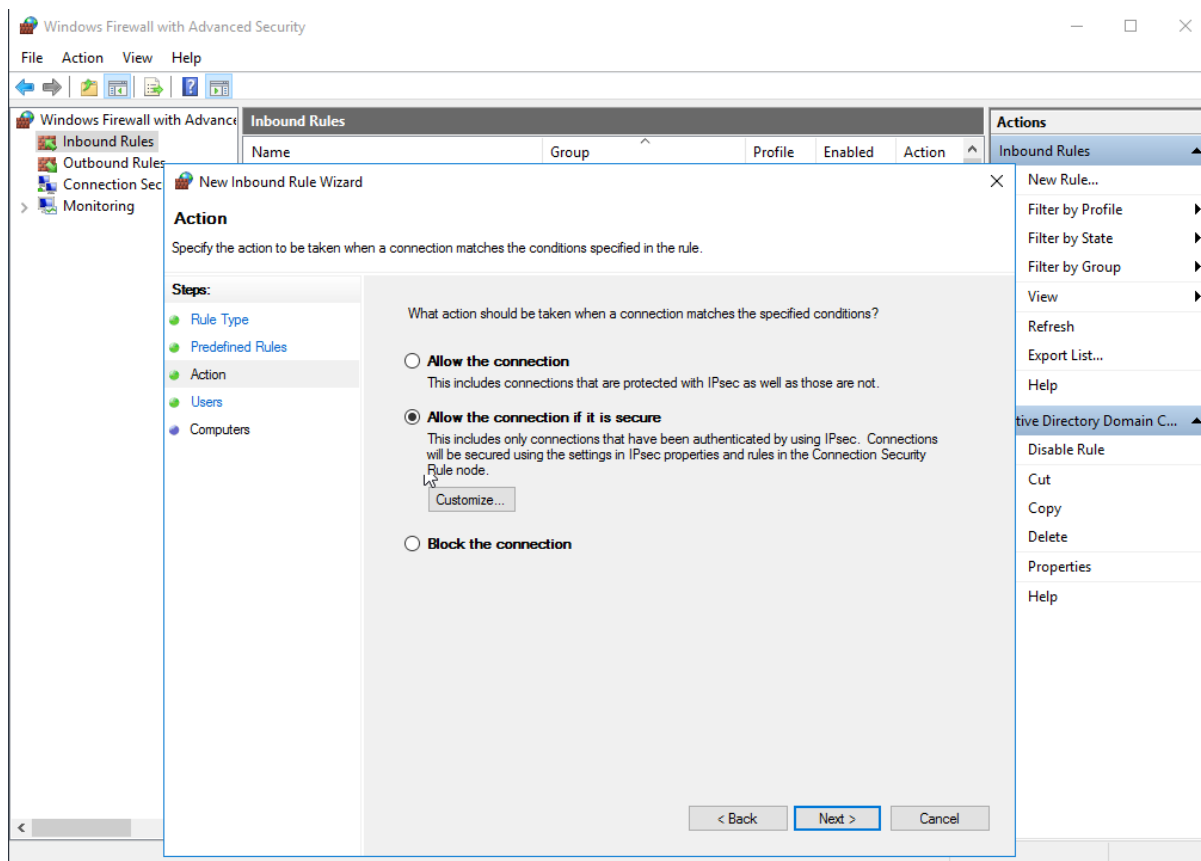 Windows Firewall with Advanced Security
File Action View Help
Windows Firewall with Advance
Inbound Rules
Outbound Rules
Connection Sec
Monitoring
Inbound Rules
Name Group Profile Enabled Action
New Inbound Rule Wizard
Action
Specify the action to be taken when a connection matches the conditions specified in the rule.
Steps:
Rule Type
Predefined Rules
Action
Users
Computers
What action should be taken when a connection matches the specified conditions?
Allow the connection
This includes connections that are protected with IPsec as well as those are not.
Allow the connection if it is secure
This includes only connections that have been authenticated by using IPsec. Connections
will be secured using the settings in IPsec properties and rules in the Connection Security
Rule node.
Customize...
Block the connection
< Back Next > Cancel
Actions
Inbound Rules
New Rule...
Filter by Profile
Filter by State
Filter by Group
View
Refresh
Export List...
Help
tive Directory Domain C...
Disable Rule
Cut
Copy
Delete
Properties
Help